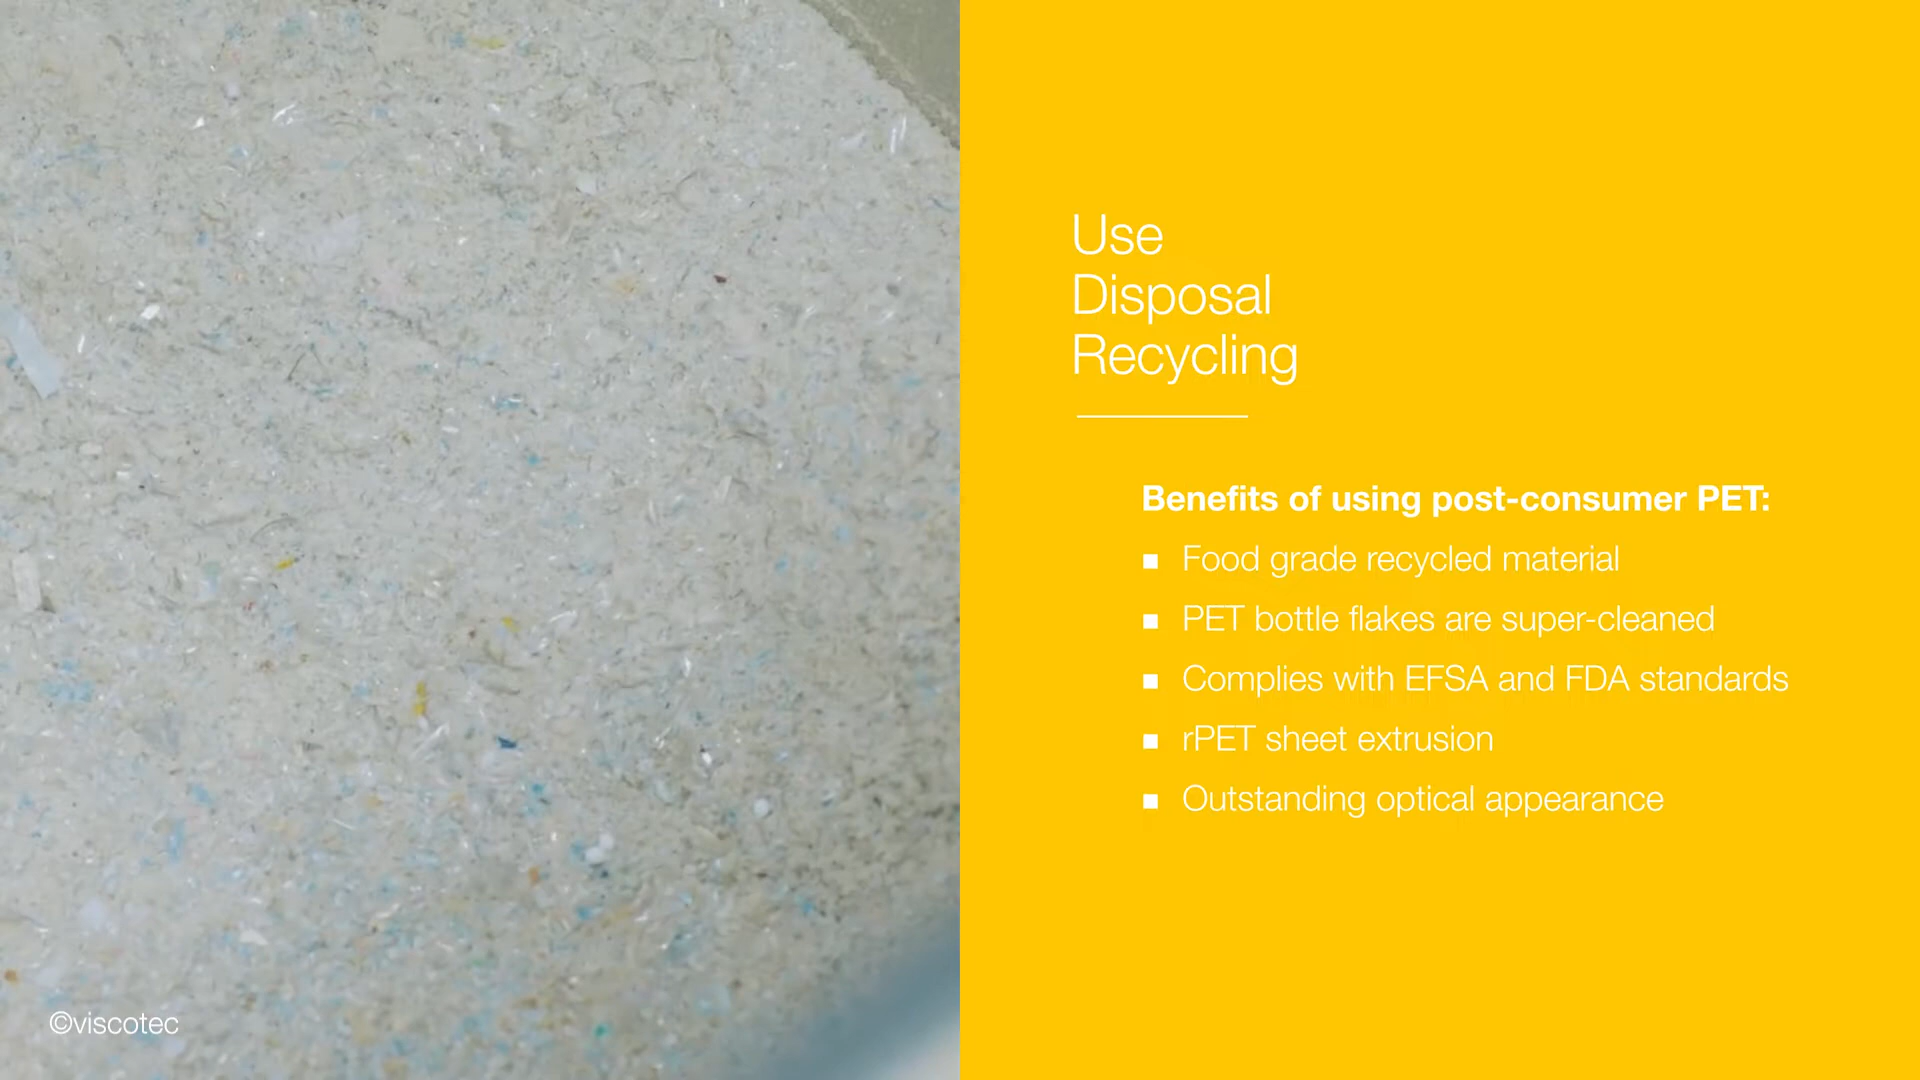 Use
Disposal
Recycling
Benefits of using post-consumer PET:
▪ Food grade recycled material
▪ PET bottle flakes are super-cleaned
▪ Complies with EFSA and FDA standards
▪ rPET sheet extrusion
▪ Outstanding optical appearance
©viscotec